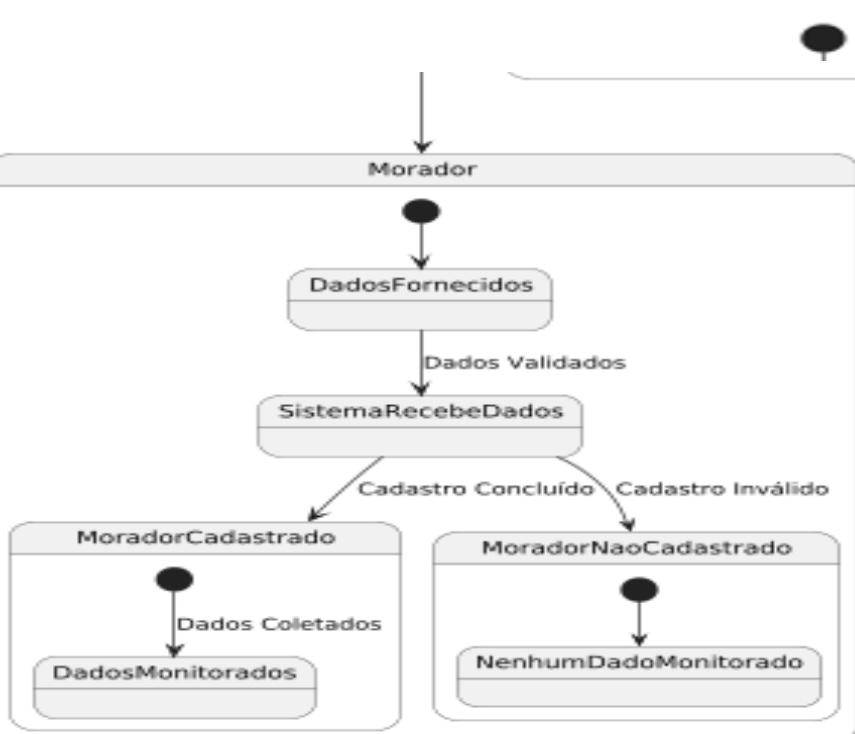 Morador
DadosFornecidos
Dados Validados
SistemaRecebeDados
Cadastro Concluído
Cadastro Inválido
MoradorCadastrado
MoradorNaoCadastrado
Dados Coletados
DadosMonitorados
NenhumDadoMonitorado